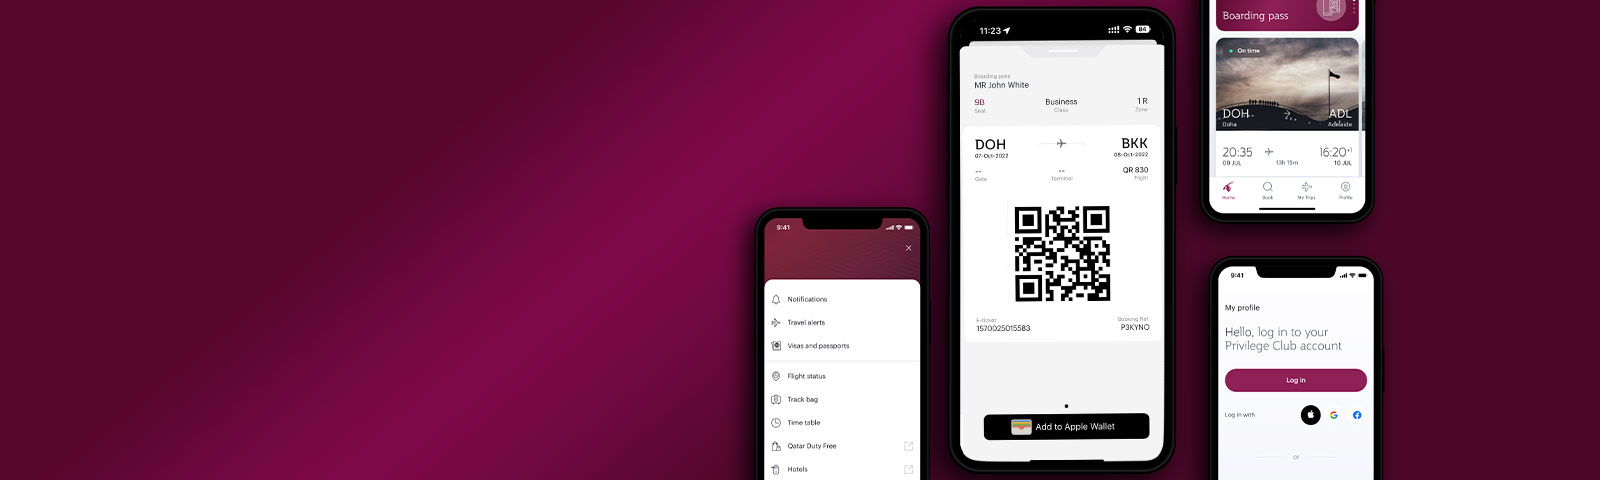 9:41
Notifications
Travel alerts
Visas and passports
Flight status
Track bag
Time table
Qatar Duty Free
Hotels
11:23
84
Boarding pass
MR John White
9B Business 1 R
Seat Class Zone
DOH BKK
07-Oct-2022 08-Oct-2022
-- -- QR 830
Gate Terminal Flight
E-ticket Booking Ref.
1570025015583 P3KYNO
Add to Apple Wallet
Boarding pass
On time
DOH ADL
Doha Adelaide
20:35 16:20+1
09 JUL 13h 15m 10 JUL
Home Book My Trips Profile
9:41
My profile
Hello, log in to your
Privilege Club account
Log in
Log in with
or